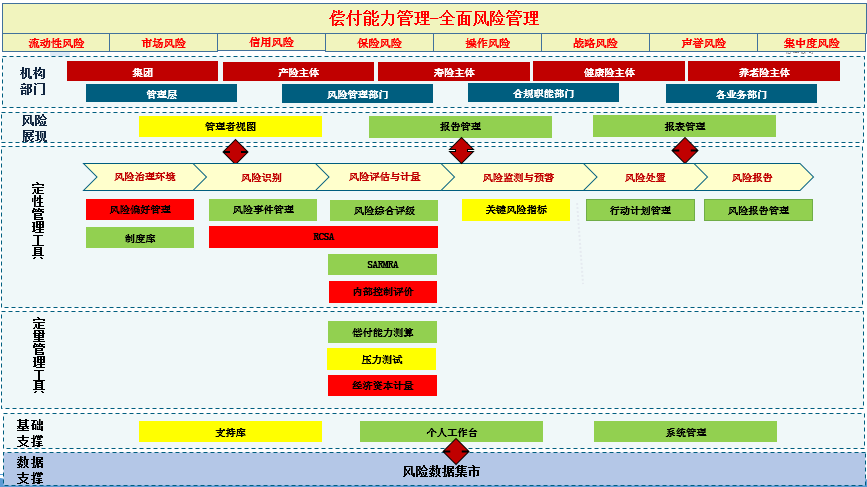 偿付能力管理-全面风险管理
流动性风险 市场风险 信用风险 保险风险 操作风险 战略风险 声誉风险 集中度风险
机构
部门
集团 产险主体 寿险主体 健康险主体 养老险主体
管理层 风险管理部门 合规职能部门 各业务部门
风险
展现
管理者视图 报告管理 报表管理
定性管理工具
风险治理环境 风险识别 风险评估与计量 风险监测与预警 风险处置 风险报告
风险偏好管理 风险事件管理 风险综合评级 关键风险指标 行动计划管理 风险报告管理
制度库 RCSA
SARMRA
内部控制评价
定量管理工具
偿付能力测算
压力测试
经济资本计量
基础
支撑
支持库 个人工作台 系统管理
数据
支撑
风险数据集市